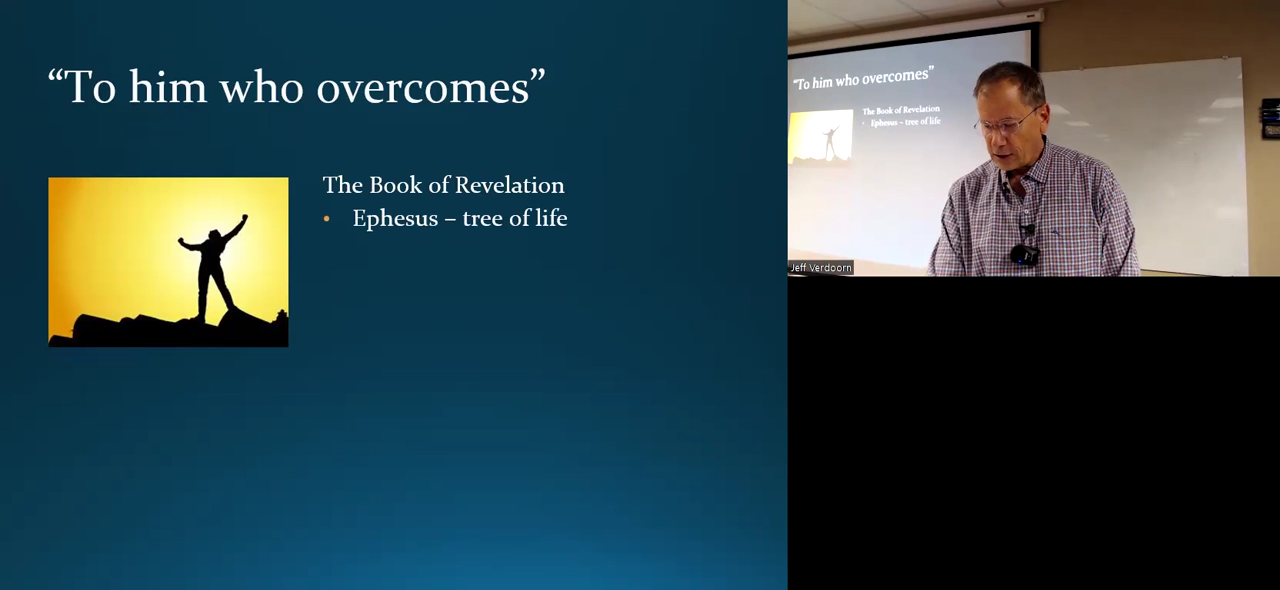 “To him who overcomes”
The Book of Revelation
• Ephesus – tree of life
“To him who overcomes”
The Book of Revelation
• Ephesus – tree of life
Jeff Verdoorn